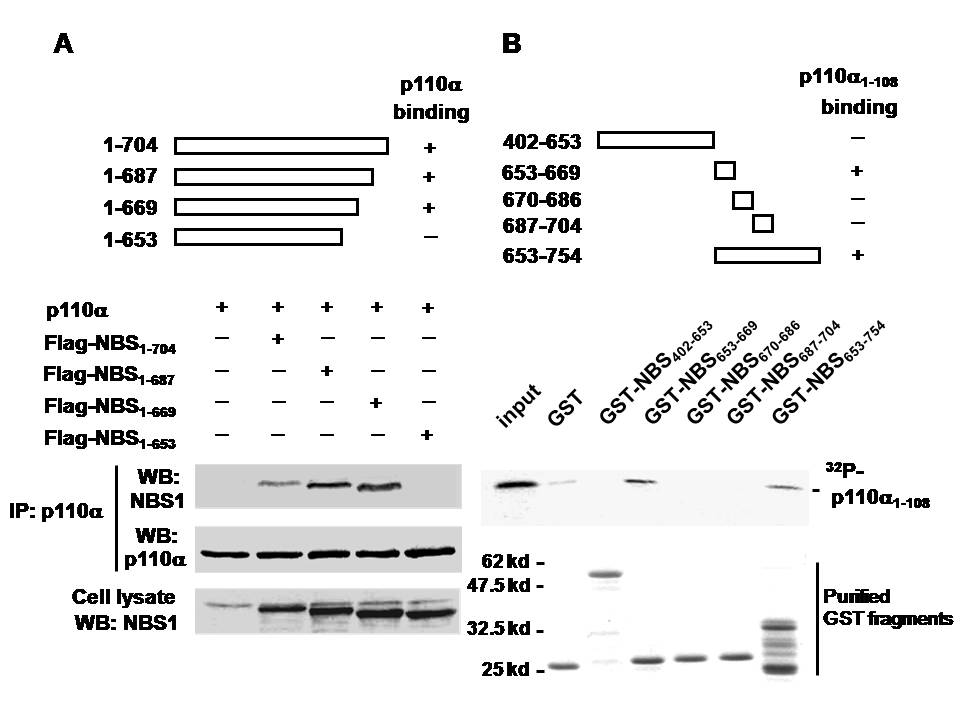 A
p110α
binding
1-704 +
1-687 +
1-669 +
1-653 –
p110α + + + + +
Flag-NBS1-704 – + – – –
Flag-NBS1-687 – – + – –
Flag-NBS1-669 – – – + –
Flag-NBS1-653 – – – – +
IP: p110α
WB:
NBS1
WB:
p110α
Cell lysate
WB: NBS1
B
p110α1-108
binding
402-653 –
653-669 +
670-686 –
687-704 –
653-754 +
input
GST
GST-NBS402-653
GST-NBS653-669
GST-NBS670-686
GST-NBS687-704
GST-NBS653-754
32P-
- p110α1-108
62 kd -
47.5 kd -
32.5 kd -
25 kd -
Purified
GST fragments